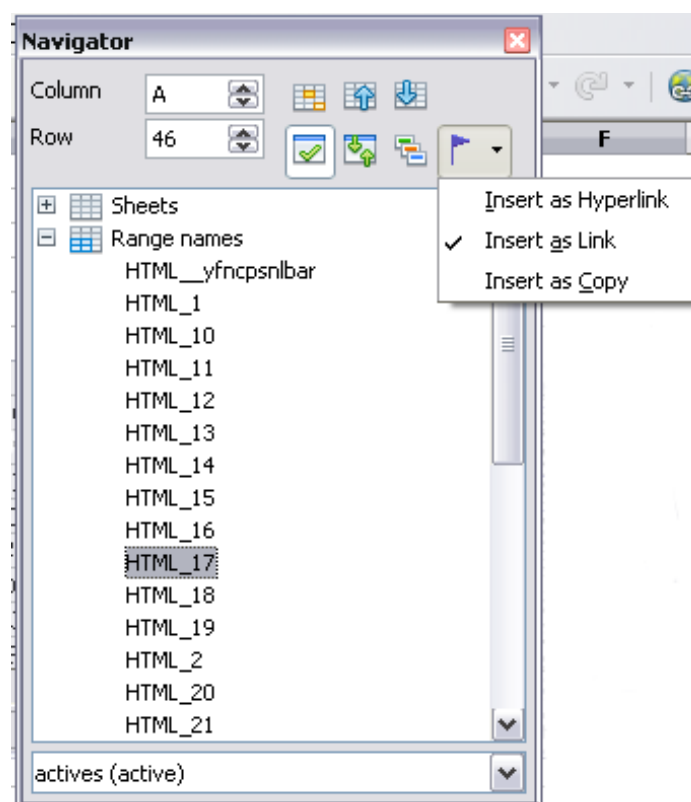 Navigator
Column A
Row 46
F
Insert as Hyperlink
Insert as Link
Insert as Copy
Sheets
Range names
HTML__yfncpsnlbar
HTML_1
HTML_10
HTML_11
HTML_12
HTML_13
HTML_14
HTML_15
HTML_16
HTML_17
HTML_18
HTML_19
HTML_2
HTML_20
HTML_21
actives (active)